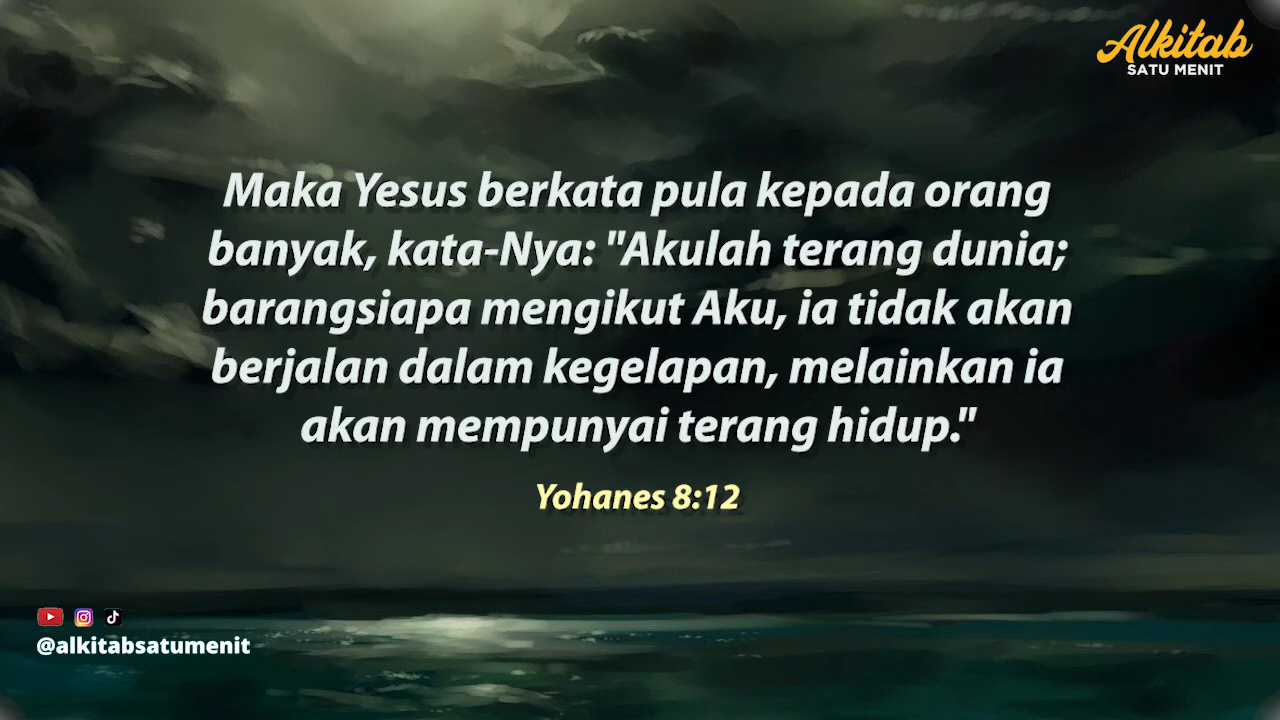 Alkitab
SATU MENIT
Maka Yesus berkata pula kepada orang
banyak, kata-Nya: "Akulah terang dunia;
barangsiapa mengikut Aku, ia tidak akan
berjalan dalam kegelapan, melainkan ia
akan mempunyai terang hidup."
Yohanes 8:12
@alkitabsatumenit